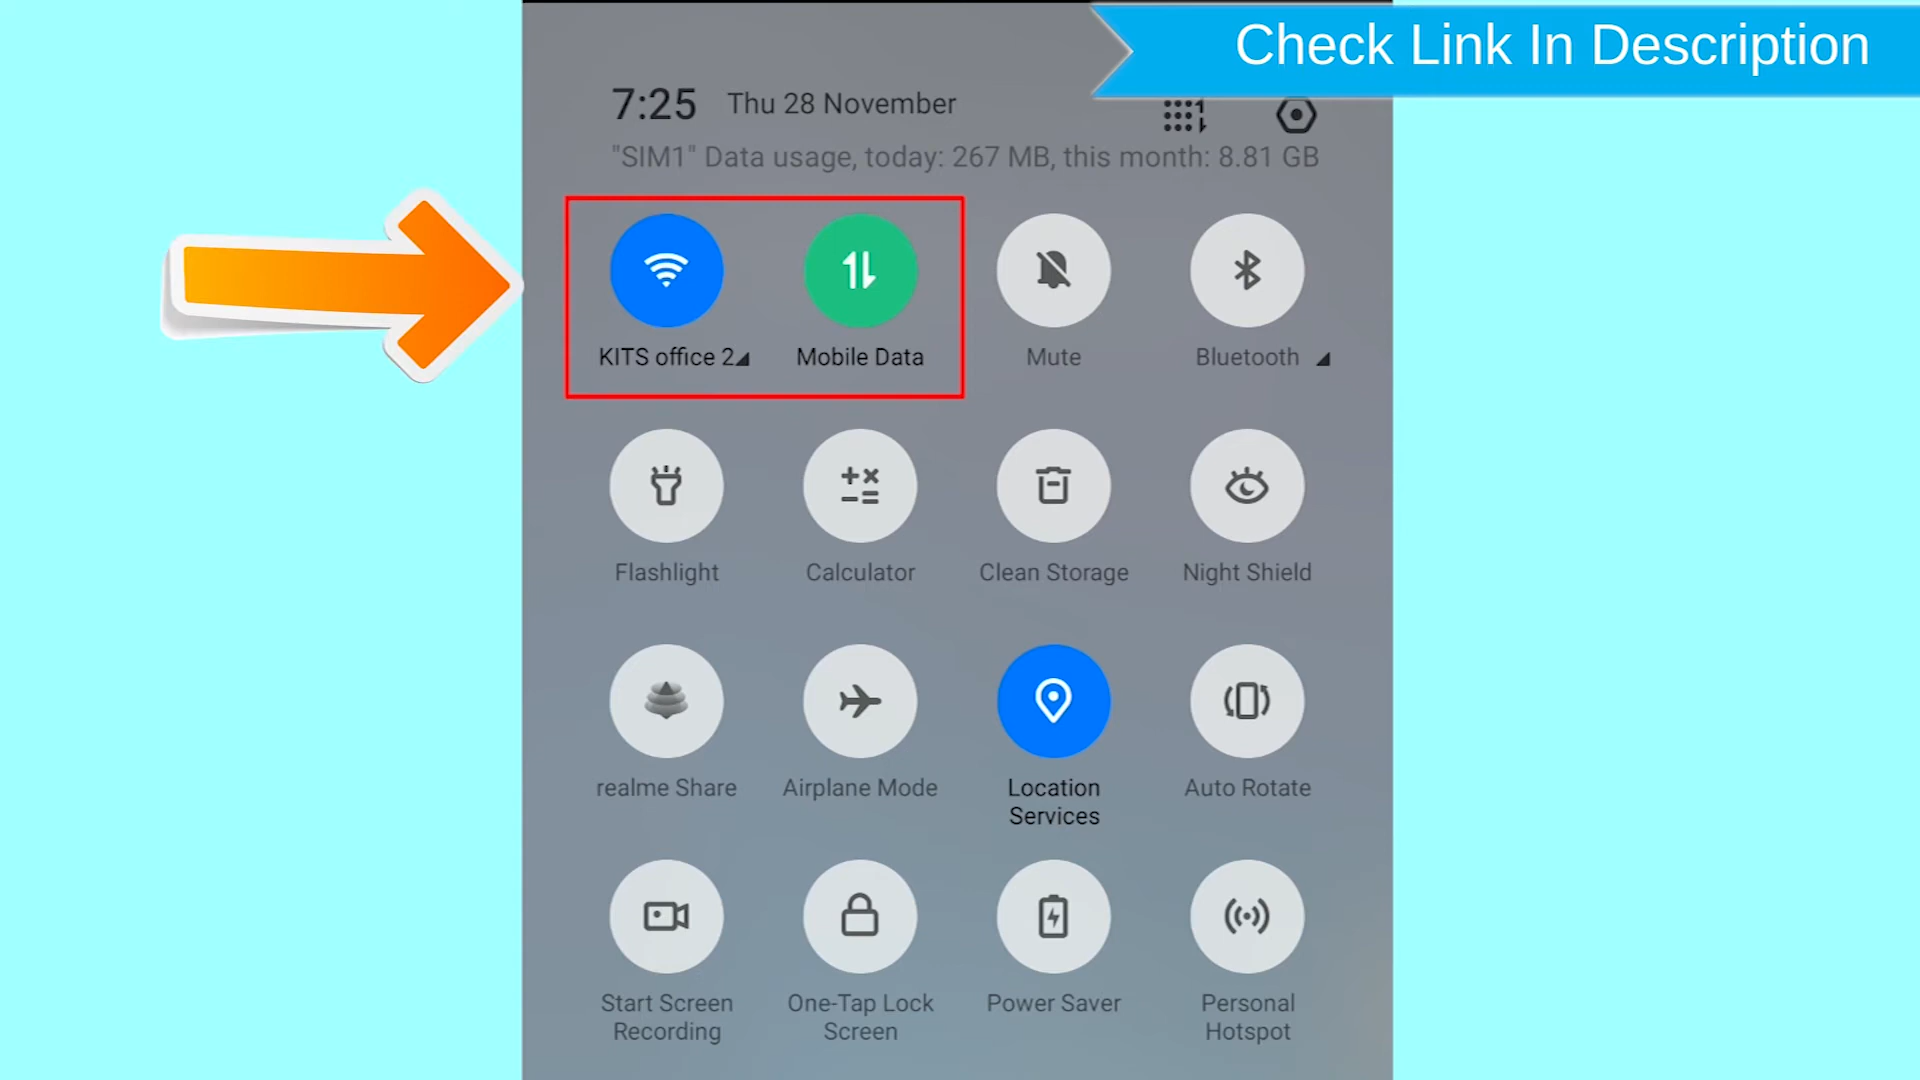 Check Link In Description
7:25 Thu 28 November
"SIM1" Data usage, today: 267 MB, this month: 8.81 GB
KITS office 2 Mobile Data Mute Bluetooth
Flashlight Calculator Clean Storage Night Shield
realme Share Airplane Mode Location Services Auto Rotate
Start Screen Recording One-Tap Lock Screen Power Saver Personal Hotspot